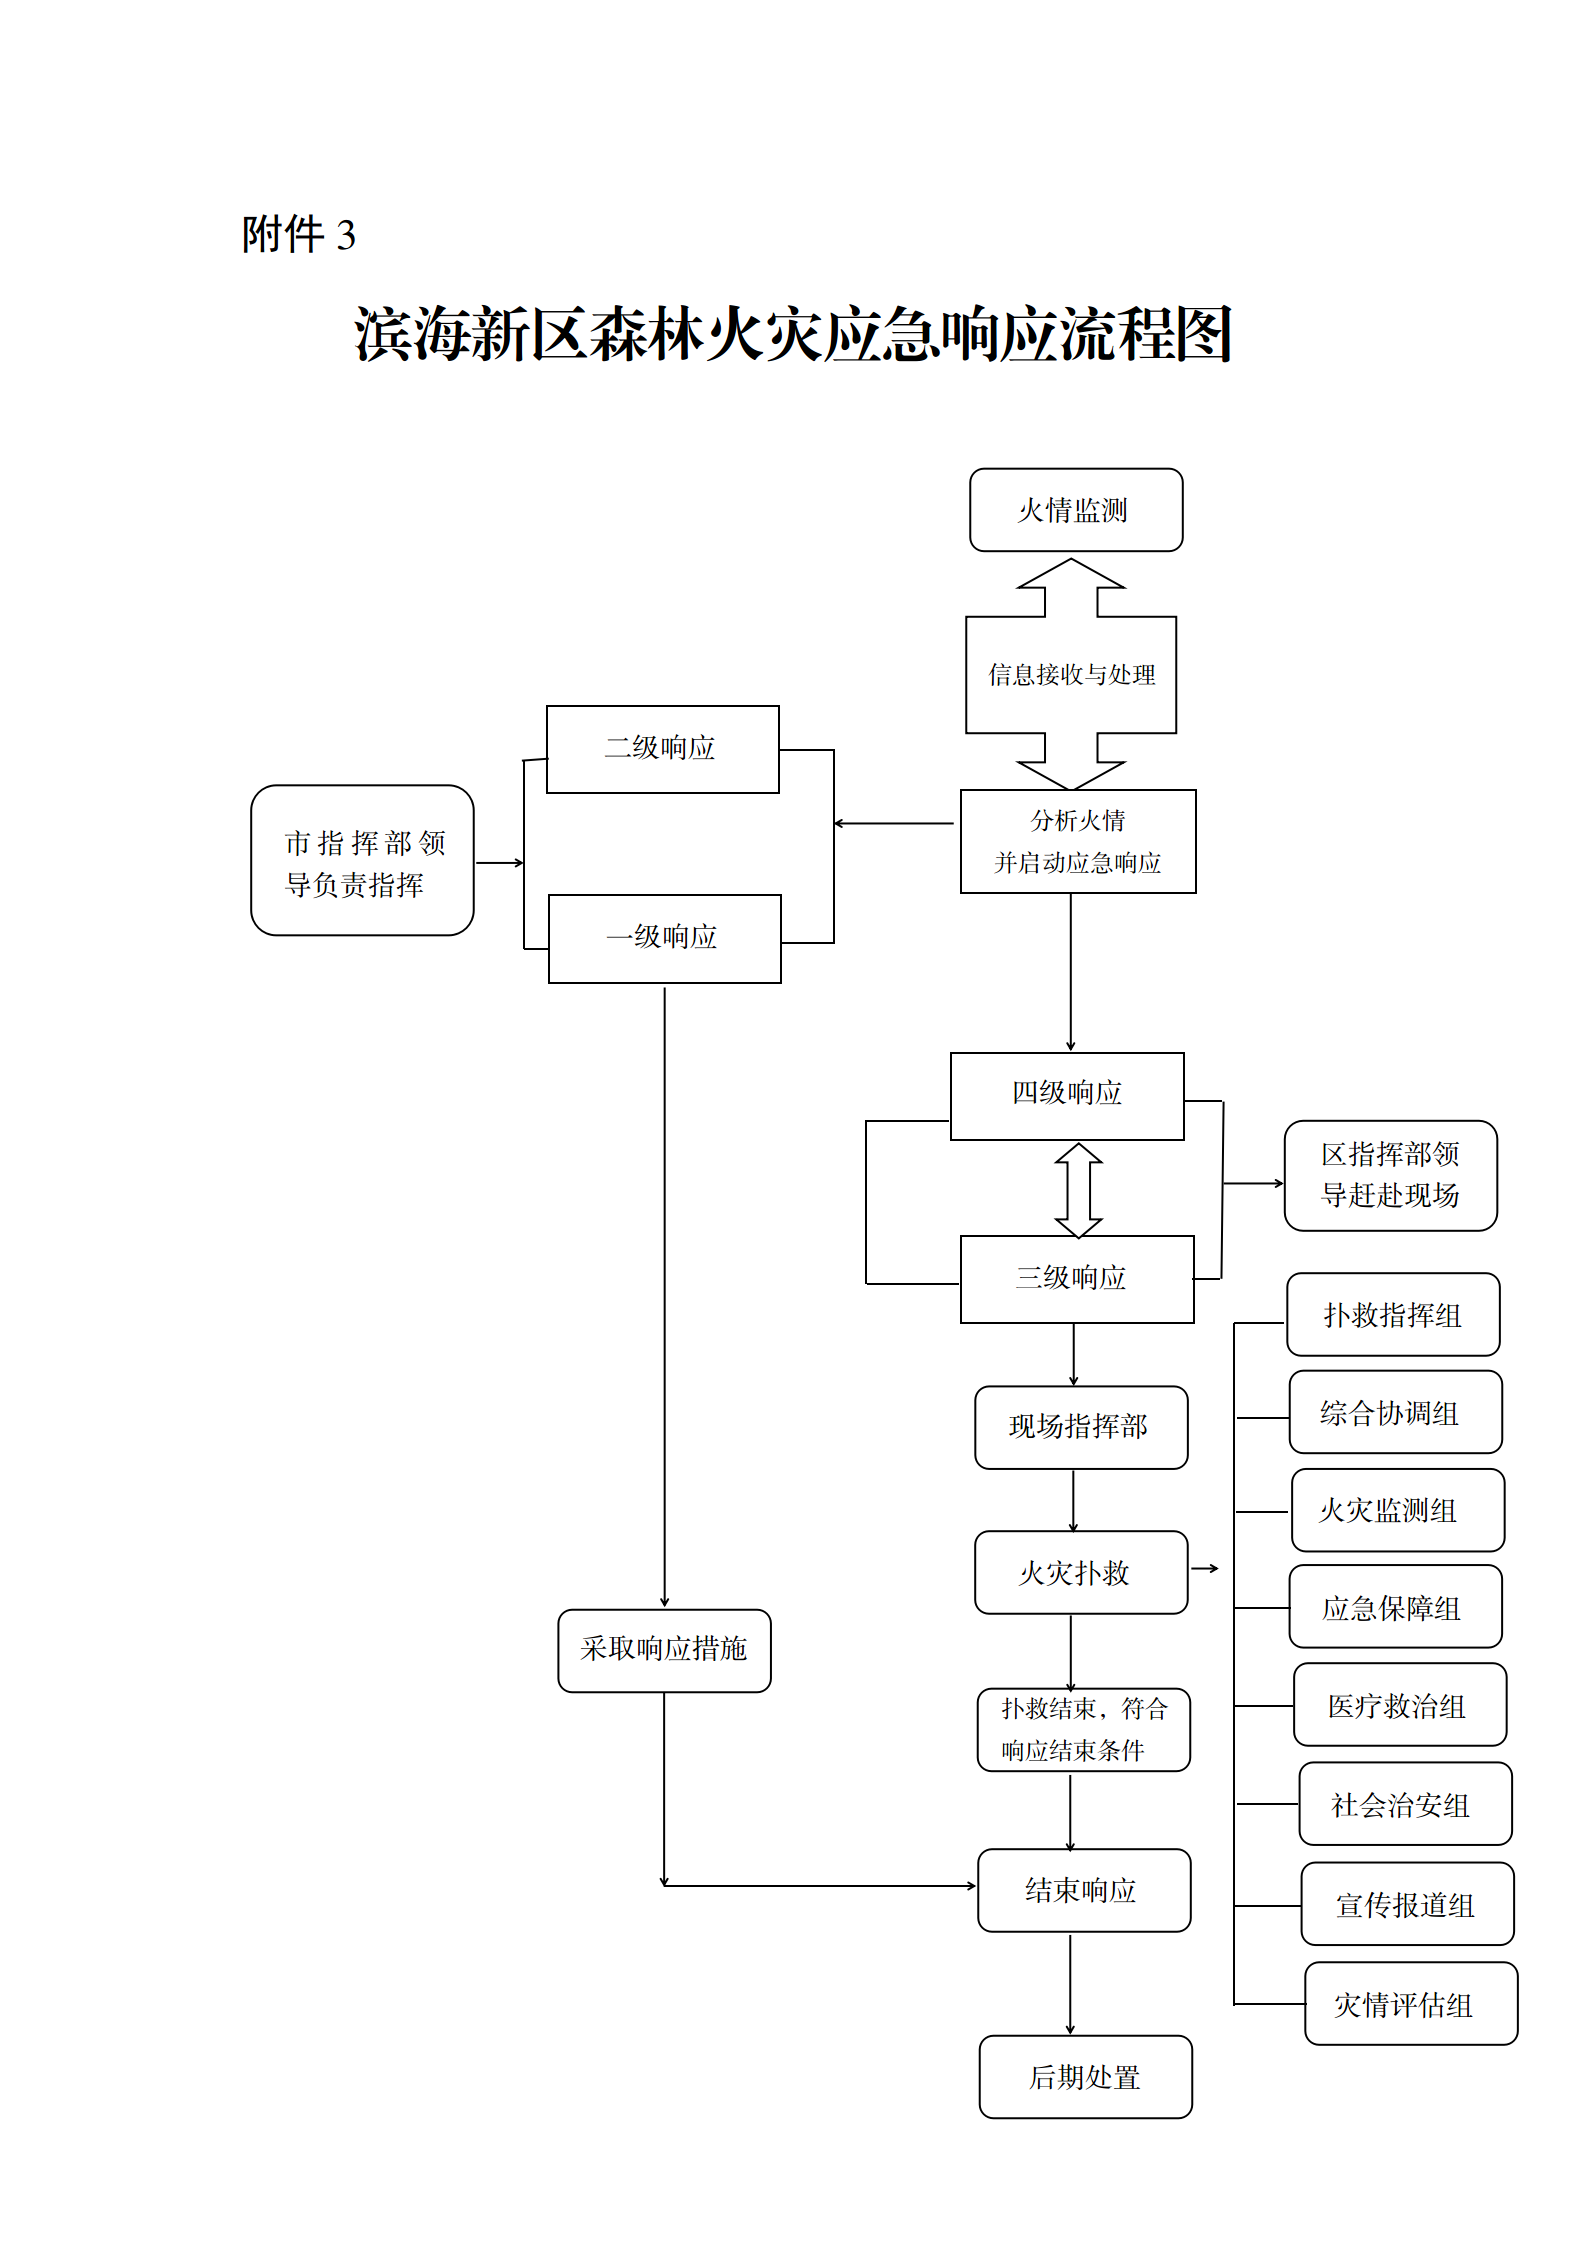 附件 3
滨海新区森林火灾应急响应流程图
火情监测
信息接收与处理
二级响应
分析火情
并启动应急响应
市指挥部领
导负责指挥
一级响应
四级响应
区指挥部领
导赶赴现场
三级响应
扑救指挥组
综合协调组
现场指挥部
火灾监测组
火灾扑救
应急保障组
采取响应措施
医疗救治组
扑救结束，符合
响应结束条件
社会治安组
结束响应
宣传报道组
灾情评估组
后期处置